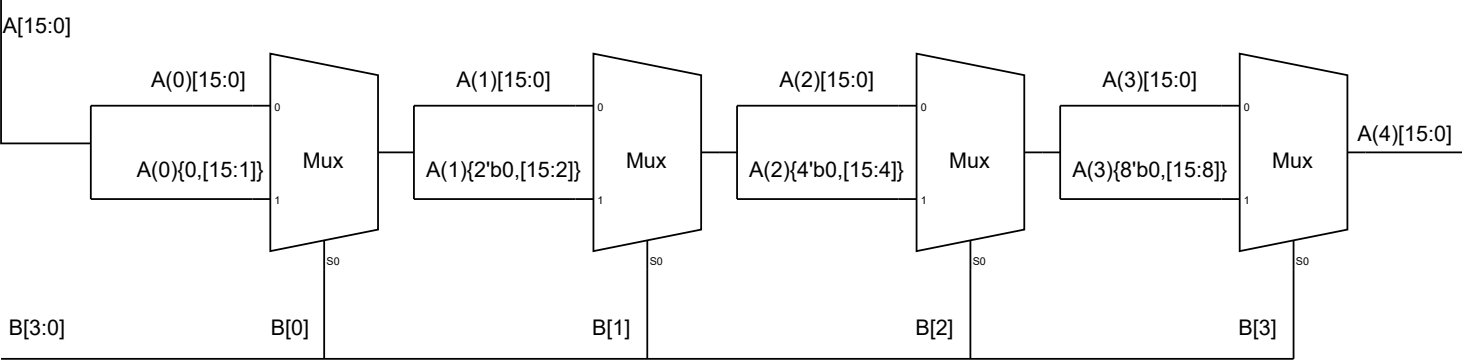 A[15:0]
A(0)[15:0]
A(1)[15:0]
A(2)[15:0]
A(3)[15:0]
0
0
0
0
A(4)[15:0]
A(0){0,[15:1]}
Mux
A(1){2'b0,[15:2]}
Mux
A(2){4'b0,[15:4]}
Mux
A(3){8'b0,[15:8]}
Mux
1
1
1
1
S0
S0
S0
S0
B[3:0]
B[0]
B[1]
B[2]
B[3]